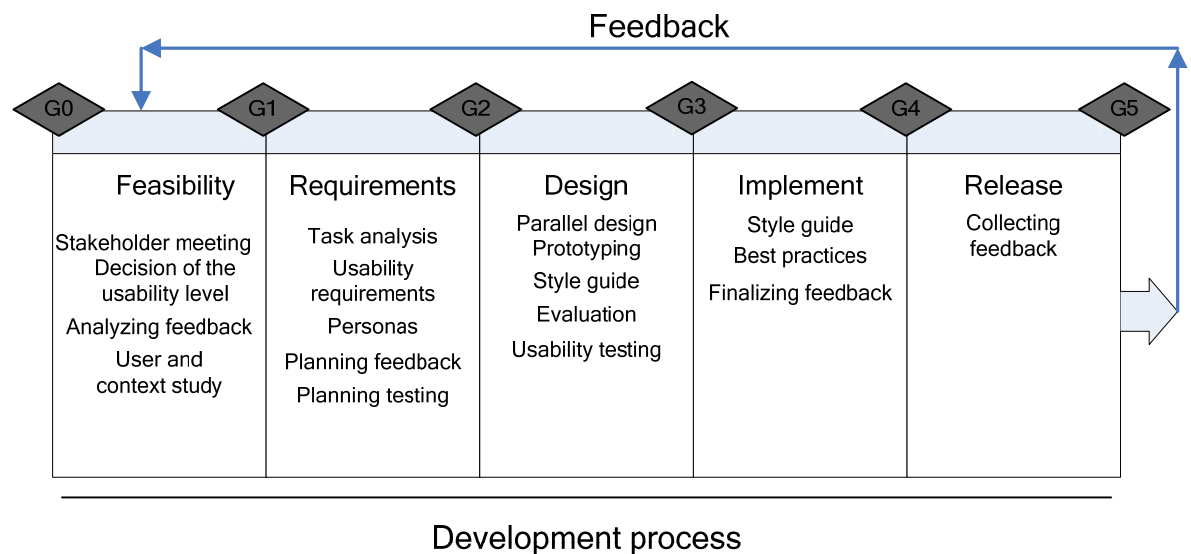 Feedback
G0
G1
G2
G3
G4
G5
Feasibility
Stakeholder meeting
Decision of the
usability level
Analyzing feedback
User and
context study
Requirements
Task analysis
Usability
requirements
Personas
Planning feedback
Planning testing
Design
Parallel design
Prototyping
Style guide
Evaluation
Usability testing
Implement
Style guide
Best practices
Finalizing feedback
Release
Collecting
feedback
Development process